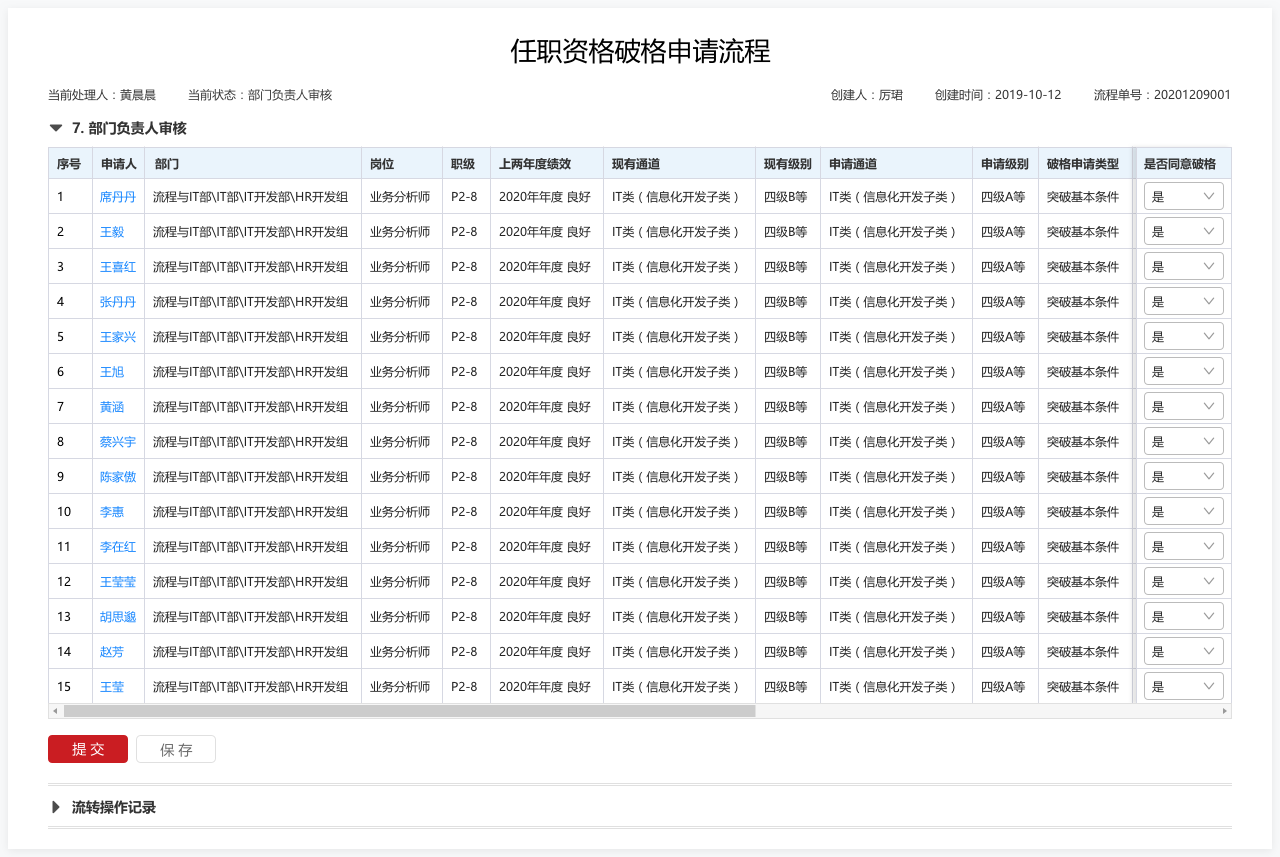 任职资格破格申请流程
当前处理人：黄晨晨 当前状态：部门负责人审核 创建人：厉珺 创建时间：2019-10-12 流程单号：20201209001
7. 部门负责人审核
序号 申请人 部门 岗位 职级 上两年度绩效 现有通道 现有级别 申请通道 申请级别 破格申请类型 是否同意破格
1 席丹丹 流程与IT部\IT部\IT开发部\HR开发组 业务分析师 P2-8 2020年年度 良好 IT类（信息化开发子类） 四级B等 IT类（信息化开发子类） 四级A等 突破基本条件 是
2 王毅 流程与IT部\IT部\IT开发部\HR开发组 业务分析师 P2-8 2020年年度 良好 IT类（信息化开发子类） 四级B等 IT类（信息化开发子类） 四级A等 突破基本条件 是
3 王喜红 流程与IT部\IT部\IT开发部\HR开发组 业务分析师 P2-8 2020年年度 良好 IT类（信息化开发子类） 四级B等 IT类（信息化开发子类） 四级A等 突破基本条件 是
4 张丹丹 流程与IT部\IT部\IT开发部\HR开发组 业务分析师 P2-8 2020年年度 良好 IT类（信息化开发子类） 四级B等 IT类（信息化开发子类） 四级A等 突破基本条件 是
5 王家兴 流程与IT部\IT部\IT开发部\HR开发组 业务分析师 P2-8 2020年年度 良好 IT类（信息化开发子类） 四级B等 IT类（信息化开发子类） 四级A等 突破基本条件 是
6 王旭 流程与IT部\IT部\IT开发部\HR开发组 业务分析师 P2-8 2020年年度 良好 IT类（信息化开发子类） 四级B等 IT类（信息化开发子类） 四级A等 突破基本条件 是
7 黄涵 流程与IT部\IT部\IT开发部\HR开发组 业务分析师 P2-8 2020年年度 良好 IT类（信息化开发子类） 四级B等 IT类（信息化开发子类） 四级A等 突破基本条件 是
8 蔡兴宇 流程与IT部\IT部\IT开发部\HR开发组 业务分析师 P2-8 2020年年度 良好 IT类（信息化开发子类） 四级B等 IT类（信息化开发子类） 四级A等 突破基本条件 是
9 陈家傲 流程与IT部\IT部\IT开发部\HR开发组 业务分析师 P2-8 2020年年度 良好 IT类（信息化开发子类） 四级B等 IT类（信息化开发子类） 四级A等 突破基本条件 是
10 李惠 流程与IT部\IT部\IT开发部\HR开发组 业务分析师 P2-8 2020年年度 良好 IT类（信息化开发子类） 四级B等 IT类（信息化开发子类） 四级A等 突破基本条件 是
11 李在红 流程与IT部\IT部\IT开发部\HR开发组 业务分析师 P2-8 2020年年度 良好 IT类（信息化开发子类） 四级B等 IT类（信息化开发子类） 四级A等 突破基本条件 是
12 王莹莹 流程与IT部\IT部\IT开发部\HR开发组 业务分析师 P2-8 2020年年度 良好 IT类（信息化开发子类） 四级B等 IT类（信息化开发子类） 四级A等 突破基本条件 是
13 胡思邈 流程与IT部\IT部\IT开发部\HR开发组 业务分析师 P2-8 2020年年度 良好 IT类（信息化开发子类） 四级B等 IT类（信息化开发子类） 四级A等 突破基本条件 是
14 赵芳 流程与IT部\IT部\IT开发部\HR开发组 业务分析师 P2-8 2020年年度 良好 IT类（信息化开发子类） 四级B等 IT类（信息化开发子类） 四级A等 突破基本条件 是
15 王莹 流程与IT部\IT部\IT开发部\HR开发组 业务分析师 P2-8 2020年年度 良好 IT类（信息化开发子类） 四级B等 IT类（信息化开发子类） 四级A等 突破基本条件 是
提 交 保 存
流转操作记录